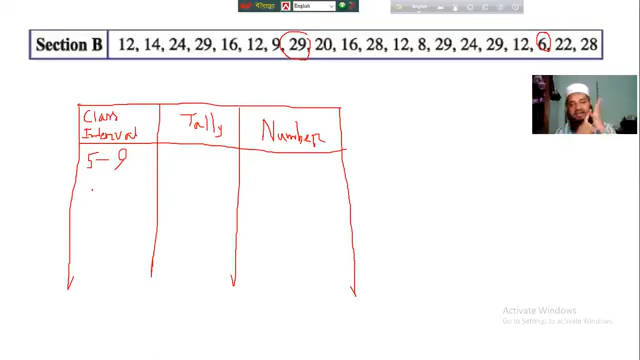 English
Section B 12, 14, 24, 29, 16, 12, 9, 29, 20, 16, 28, 12, 8, 29, 24, 29, 12, 6, 22, 28
Class Interval Tally Number
5 – 9
Activate Windows
Go to Settings to activate Windows.